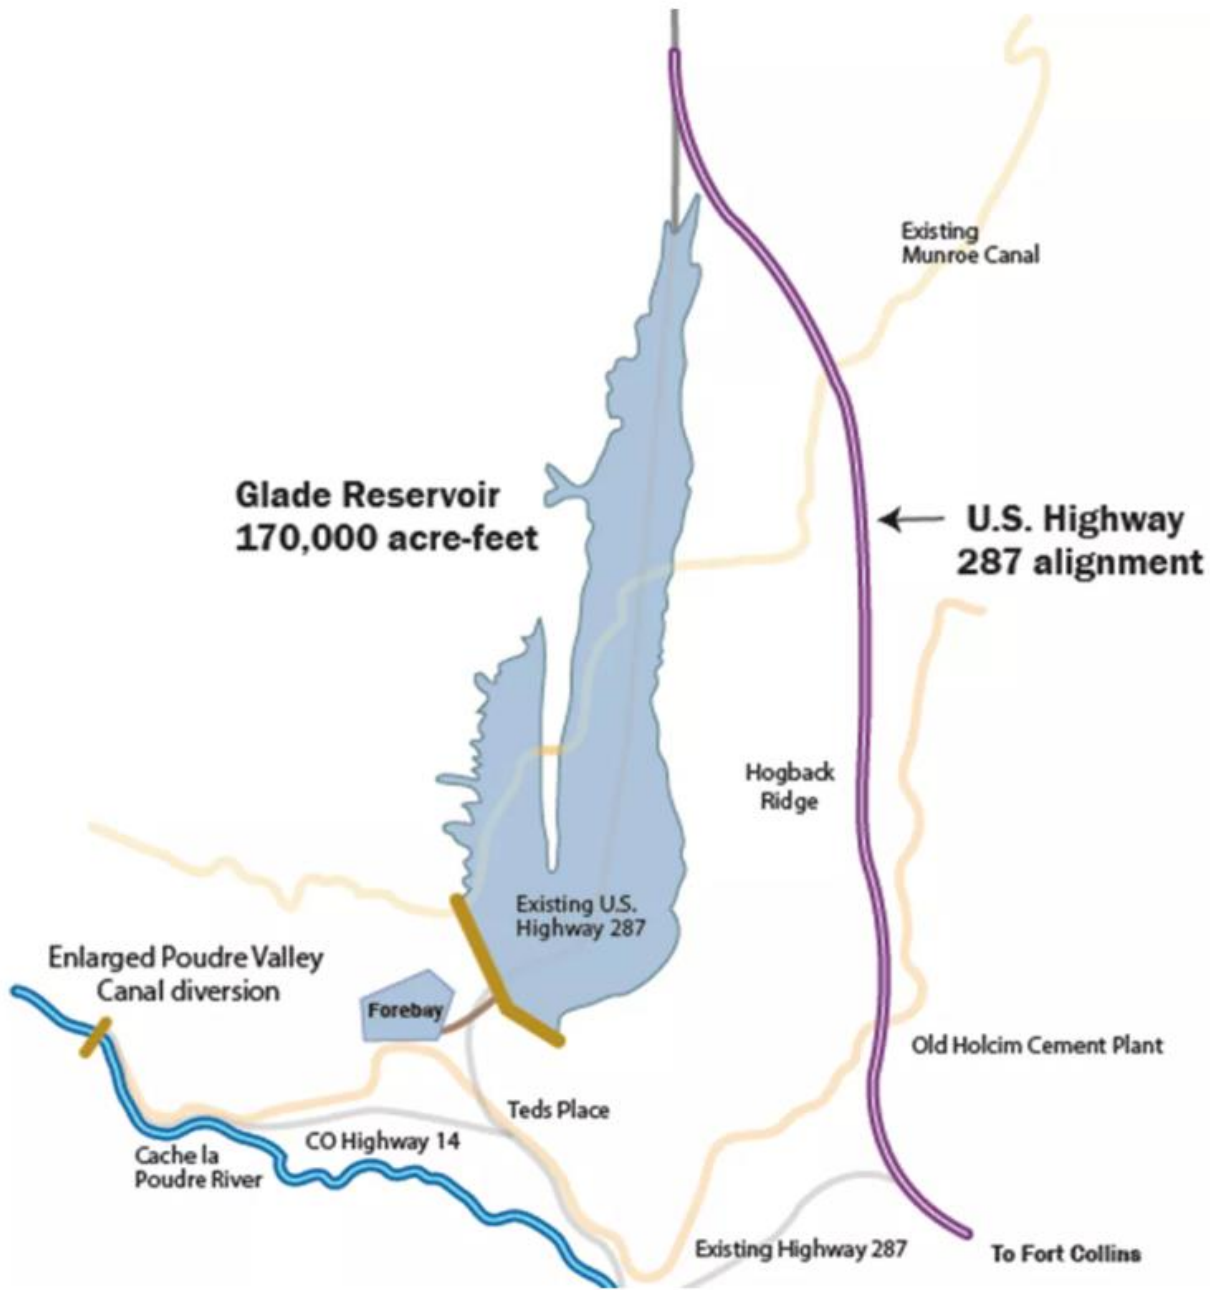 Existing
Munroe Canal
Glade Reservoir
170,000 acre-feet
U.S. Highway
287 alignment
Hogback
Ridge
Existing U.S.
Highway 287
Enlarged Poudre Valley
Canal diversion
Forebay
Old Holcim Cement Plant
Teds Place
CO Highway 14
Cache la
Poudre River
Existing Highway 287
To Fort Collins